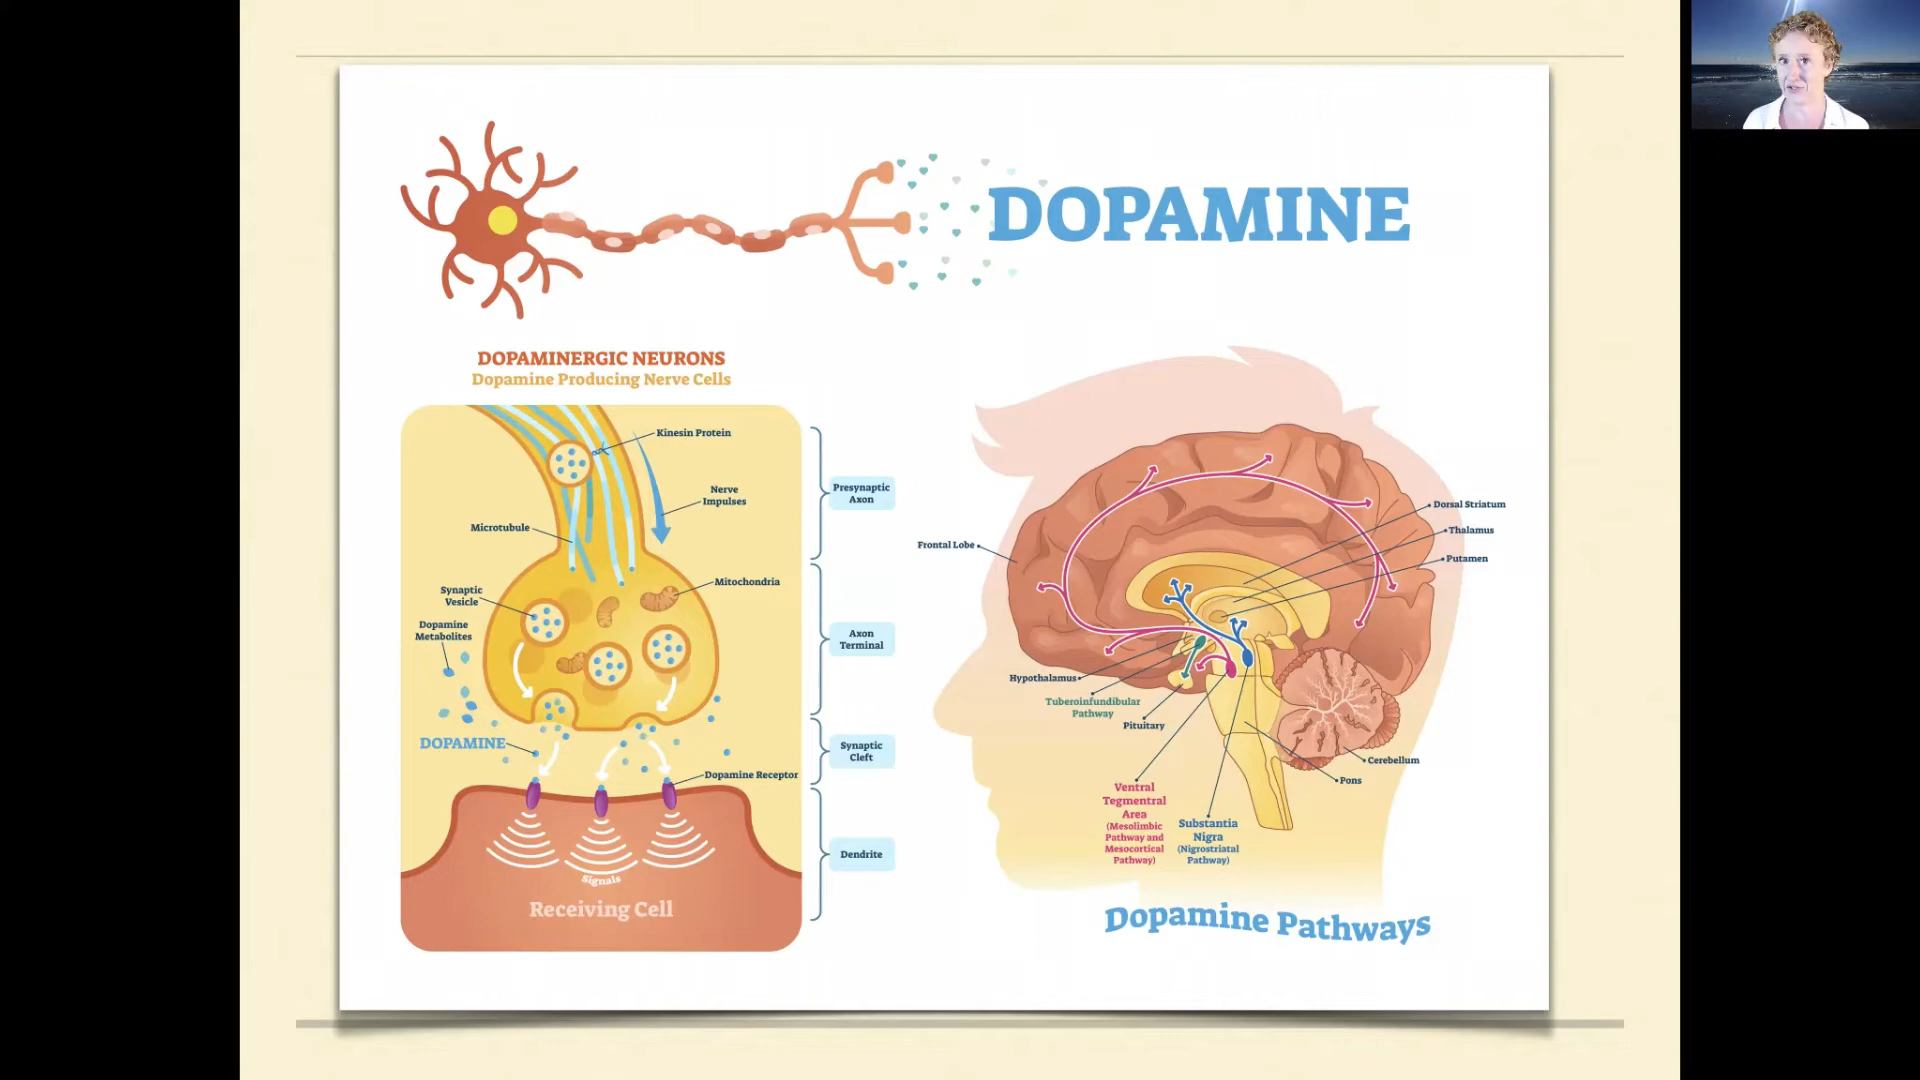 DOPAMINE
DOPAMINERGIC NEURONS
Dopamine Producing Nerve Cells
Kinesin Protein
Nerve
Impulses
Microtubule
Mitochondria
Synaptic
Vesicle
Dopamine
Metabolites
DOPAMINE
Dopamine Receptor
Signals
Receiving Cell
Presynaptic
Axon
Axon
Terminal
Synaptic
Cleft
Dendrite
Frontal Lobe
Dorsal Striatum
Thalamus
Putamen
Hypothalamus
Tuberoinfundibular
Pathway
Pituitary
Cerebellum
Pons
Ventral
Tegmentral
Area
(Mesolimbic
Pathway and
Mesocortical
Pathway)
Substantia
Nigra
(Nigrostriatal
Pathway)
Dopamine Pathways